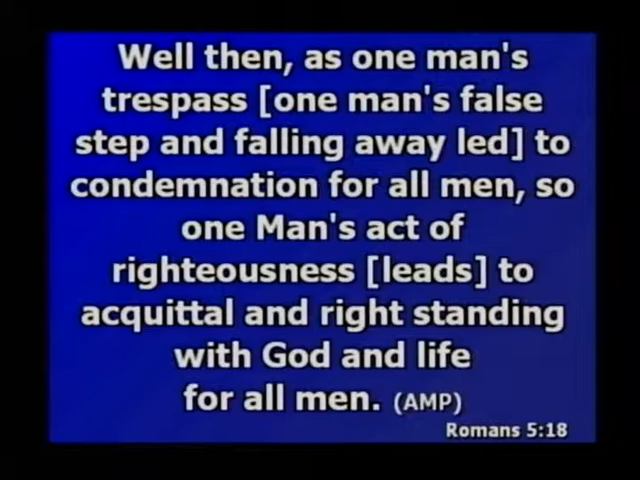 Well then, as one man's
trespass [one man's false
step and falling away led] to
condemnation for all men, so
one Man's act of
righteousness [leads] to
acquittal and right standing
with God and life
for all men. (AMP)
Romans 5:18